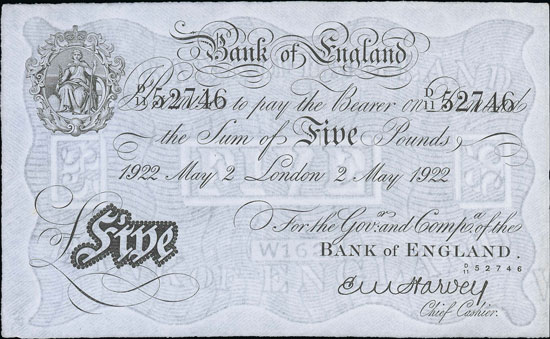 Bank of England
D/11 52746 to pay the Bearer on D/11 52746
the Sum of Five Pounds
1922 May 2 London 2 May 1922
For the Govr. and Compa. of the
Five
BANK of ENGLAND.
D/11 52746
E M Harvey
Chief Cashier.